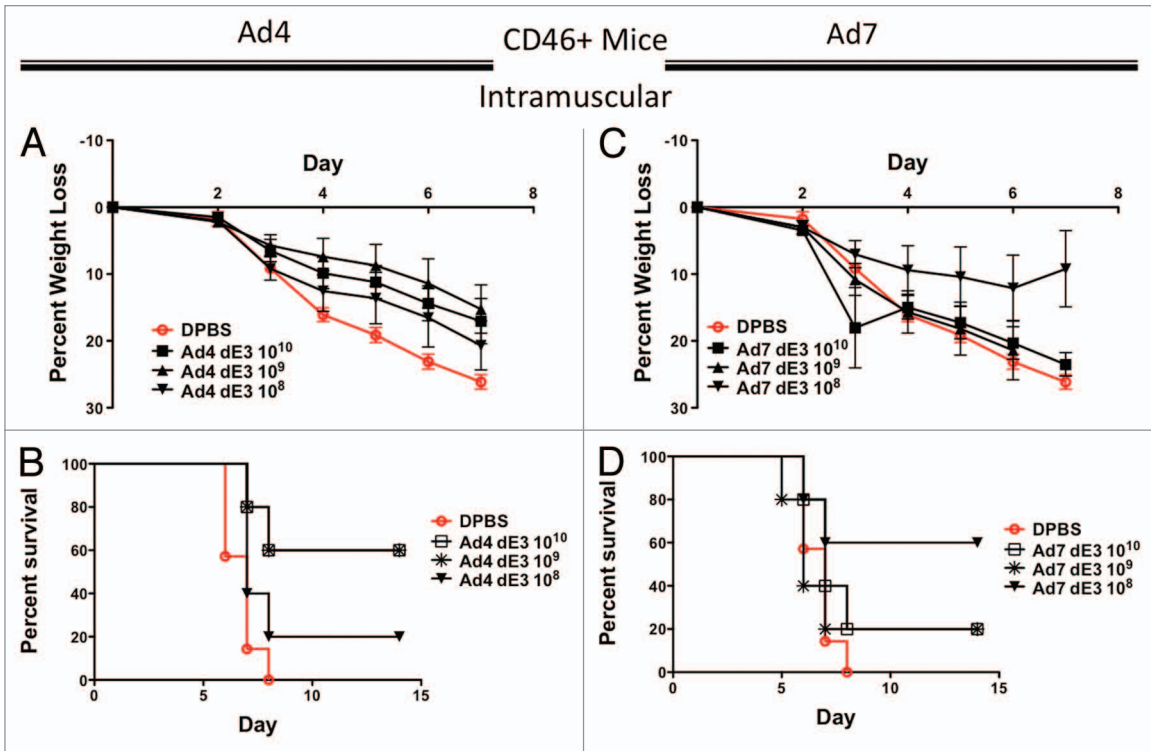 Ad4
CD46+ Mice
Ad7
Intramuscular
A
Percent Weight Loss
-10
0
10
20
30
Day
2
4
6
8
DPBS
Ad4 dE3 10¹⁰
Ad4 dE3 10⁹
Ad4 dE3 10⁸
C
Percent Weight Loss
-10
0
10
20
30
Day
2
4
6
8
DPBS
Ad7 dE3 10¹⁰
Ad7 dE3 10⁹
Ad7 dE3 10⁸
B
Percent survival
100
80
60
40
20
0
0
5
10
15
Day
DPBS
Ad4 dE3 10¹⁰
Ad4 dE3 10⁹
Ad4 dE3 10⁸
D
Percent survival
100
80
60
40
20
0
0
5
10
15
Day
DPBS
Ad7 dE3 10¹⁰
Ad7 dE3 10⁹
Ad7 dE3 10⁸